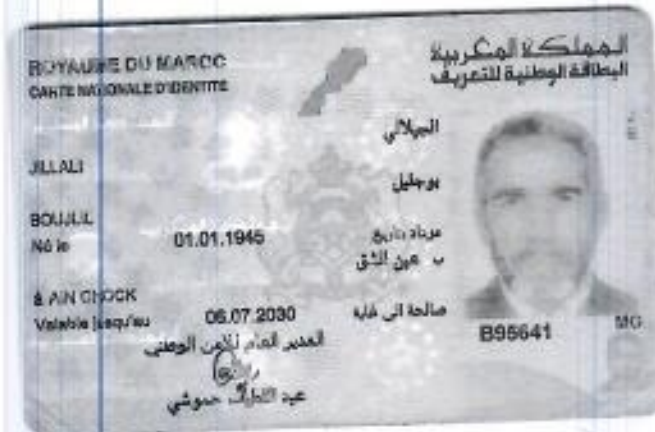 ROYAUME DU MAROC
المملكة المغربية
CARTE NATIONALE D'IDENTITE
البطاقة الوطنية للتعريف
الجيلالي
JILLALI
بوجليل
BOUJLIL
Né le 01.01.1945
مزداد بتاريخ
ب عين الشق
à AIN CHOCK
Valable jusqu'au 06.07.2030 صالحة الى غاية
B95641
MG
المدير العام للأمن الوطني
عبد اللطيف حموشي